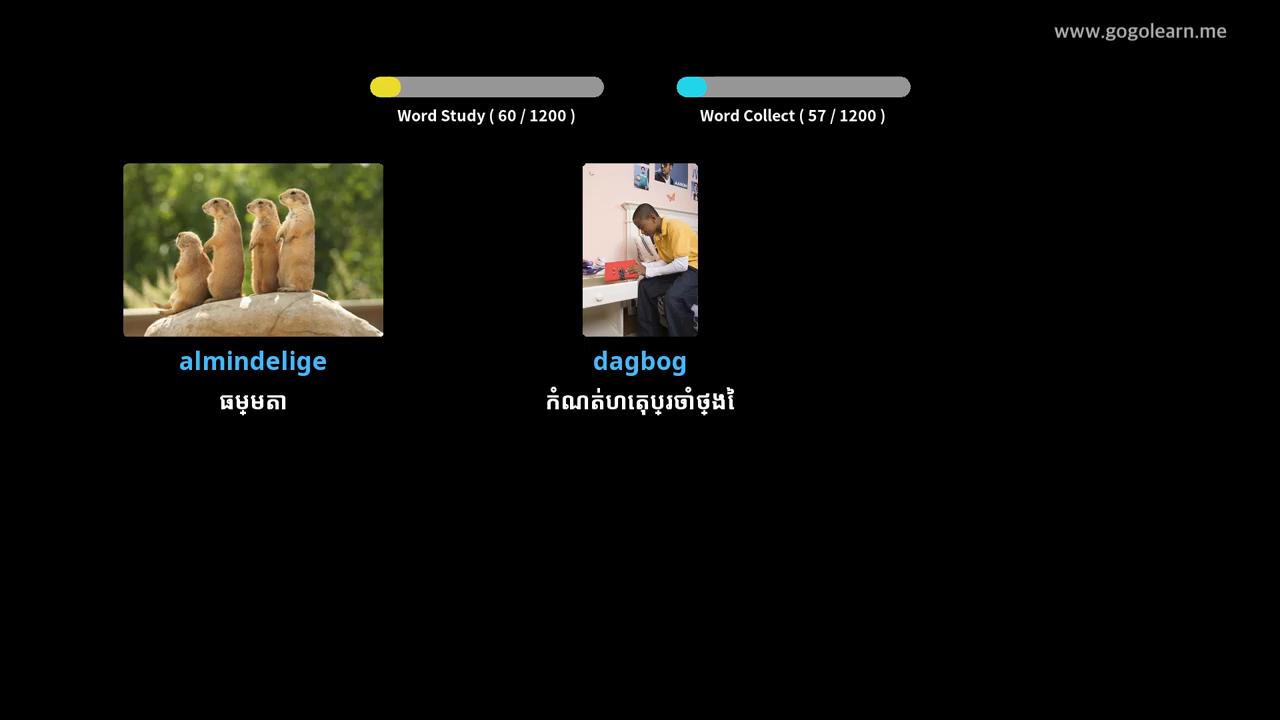 www.gogolearn.me
Word Study ( 60 / 1200 )
Word Collect ( 57 / 1200 )
almindelige
dagbog
ធម្មតា
កំណត់ហេតុប្រចាំថ្ងៃ